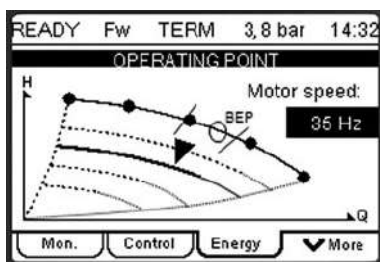 READY Fw TERM 3,8 bar 14:32
OPERATING POINT
H
Motor speed:
BEP
35 Hz
Q
Mon. Control Energy More